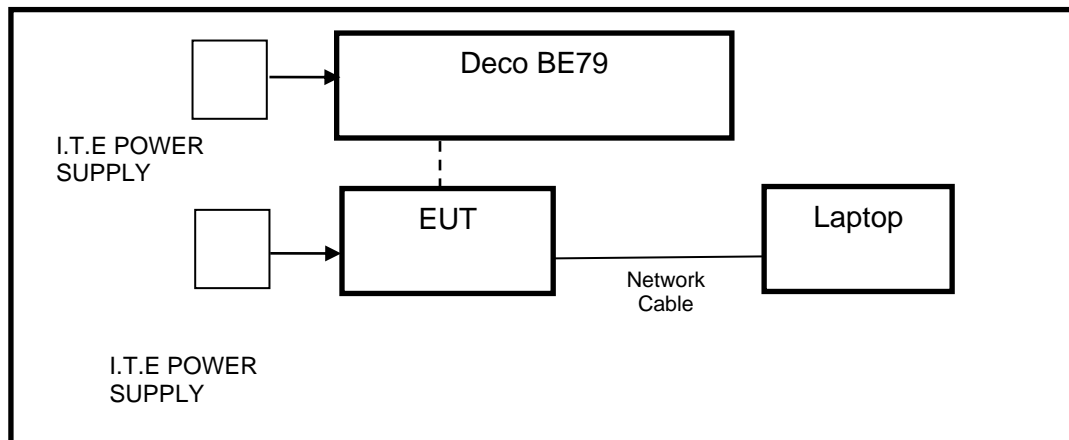 Deco BE79
I.T.E POWER
SUPPLY
EUT
Laptop
Network
Cable
I.T.E POWER
SUPPLY